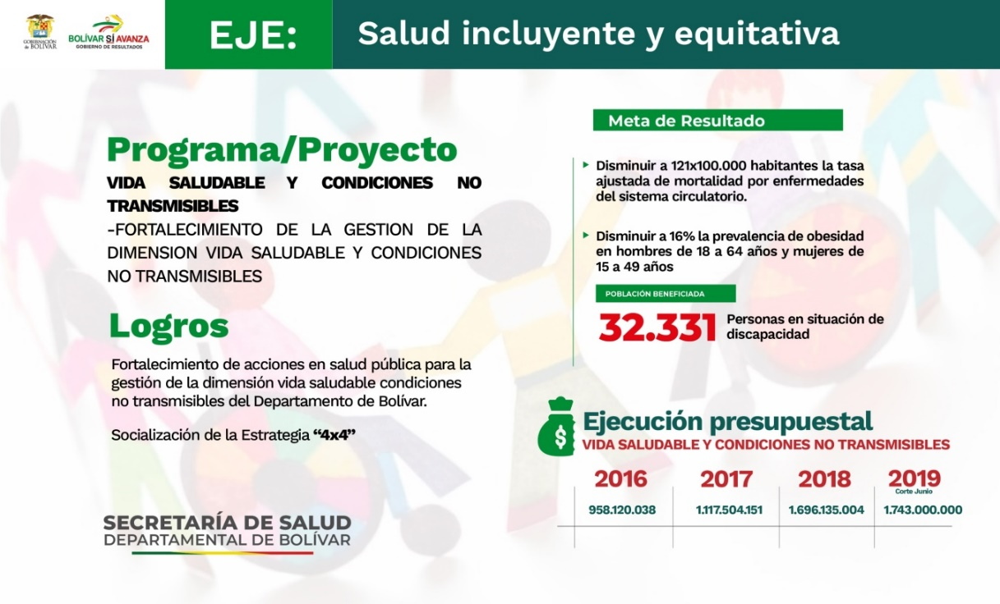 GOBERNACIÓN
de BOLÍVAR
BOLÍVAR SÍ AVANZA
GOBIERNO DE RESULTADOS
EJE:
Salud incluyente y equitativa
Programa/Proyecto
VIDA SALUDABLE Y CONDICIONES NO
TRANSMISIBLES
-FORTALECIMIENTO DE LA GESTION DE LA
DIMENSION VIDA SALUDABLE Y CONDICIONES
NO TRANSMISIBLES
Logros
Fortalecimiento de acciones en salud pública para la
gestión de la dimensión vida saludable condiciones
no transmisibles del Departamento de Bolívar.
Socialización de la Estrategia “4x4”
SECRETARÍA DE SALUD
DEPARTAMENTAL DE BOLÍVAR
Meta de Resultado
Disminuir a 121x100.000 habitantes la tasa
ajustada de mortalidad por enfermedades
del sistema circulatorio.
Disminuir a 16% la prevalencia de obesidad
en hombres de 18 a 64 años y mujeres de
15 a 49 años
POBLACIÓN BENEFICIADA
32.331 Personas en situación de
discapacidad
$
Ejecución presupuestal
VIDA SALUDABLE Y CONDICIONES NO TRANSMISIBLES
2016 2017 2018 2019
Corte Junio
958.120.038 1.117.504.151 1.696.135.004 1.743.000.000